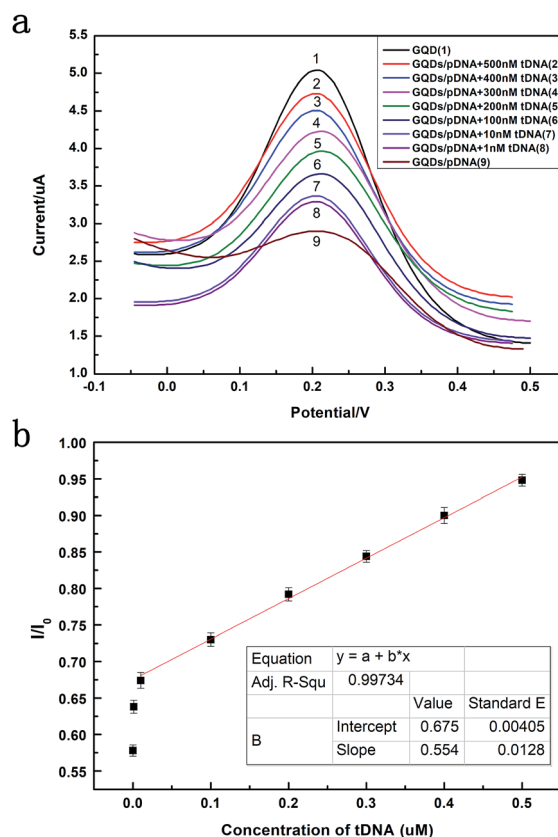 a
5.5
5.0
4.5
4.0
3.5
3.0
2.5
2.0
1.5
1.0
Current/uA
1
2
3
4
5
6
7
8
9
GQD(1)
GQDs/pDNA+500nM tDNA(2
GQDs/pDNA+400nM tDNA(3
GQDs/pDNA+300nM tDNA(4
GQDs/pDNA+200nM tDNA(5
GQDs/pDNA+100nM tDNA(6
GQDs/pDNA+10nM tDNA(7)
GQDs/pDNA+1nM tDNA(8)
GQDs/pDNA(9)
-0.1 0.0 0.1 0.2 0.3 0.4 0.5
Potential/V
b
1.00
0.95
0.90
0.85
0.80
0.75
0.70
0.65
0.60
0.55
I/I0
Equation y = a + b*x
Adj. R-Squ 0.99734
Value Standard E
B
Intercept 0.675 0.00405
Slope 0.554 0.0128
0.0 0.1 0.2 0.3 0.4 0.5
Concentration of tDNA (uM)